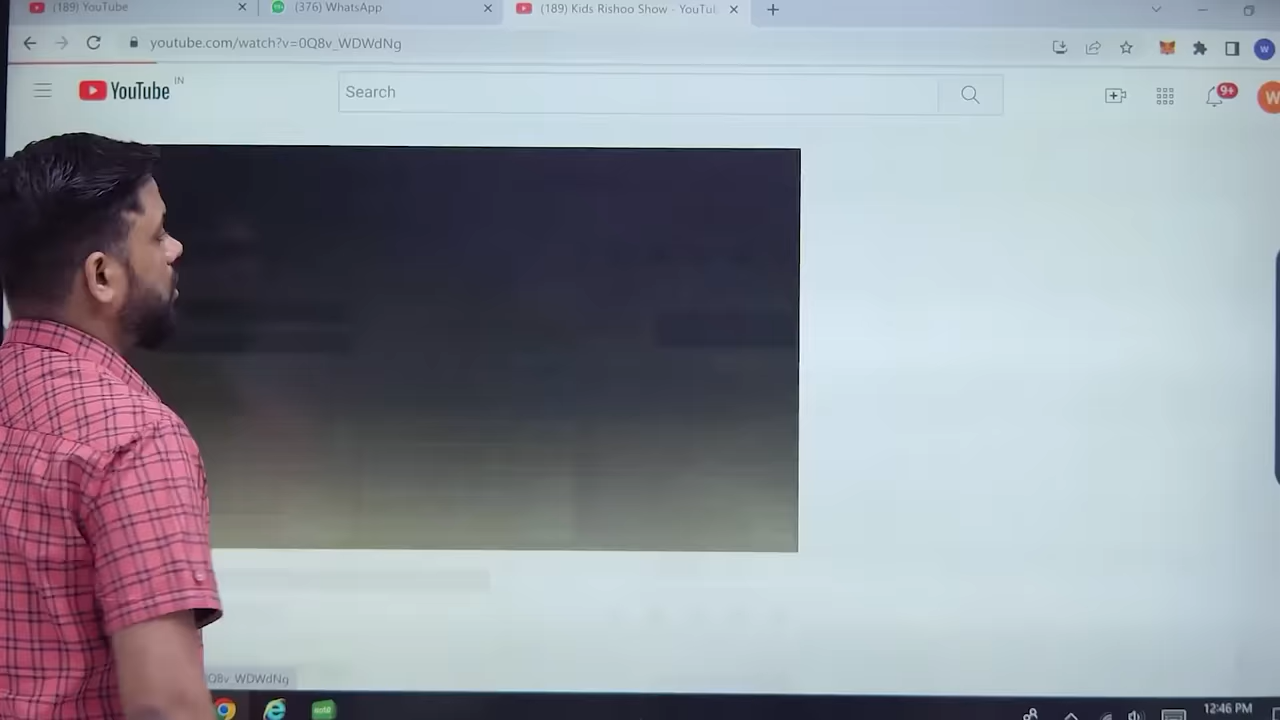 (189) YouTube
(376) WhatsApp
(189) Kids Rishoo Show - YouTu
youtube.com/watch?v=0Q8v_WDWdNg
W
YouTube
IN
Search
9+
W
Q8v_WDWdNg
12:46 PM